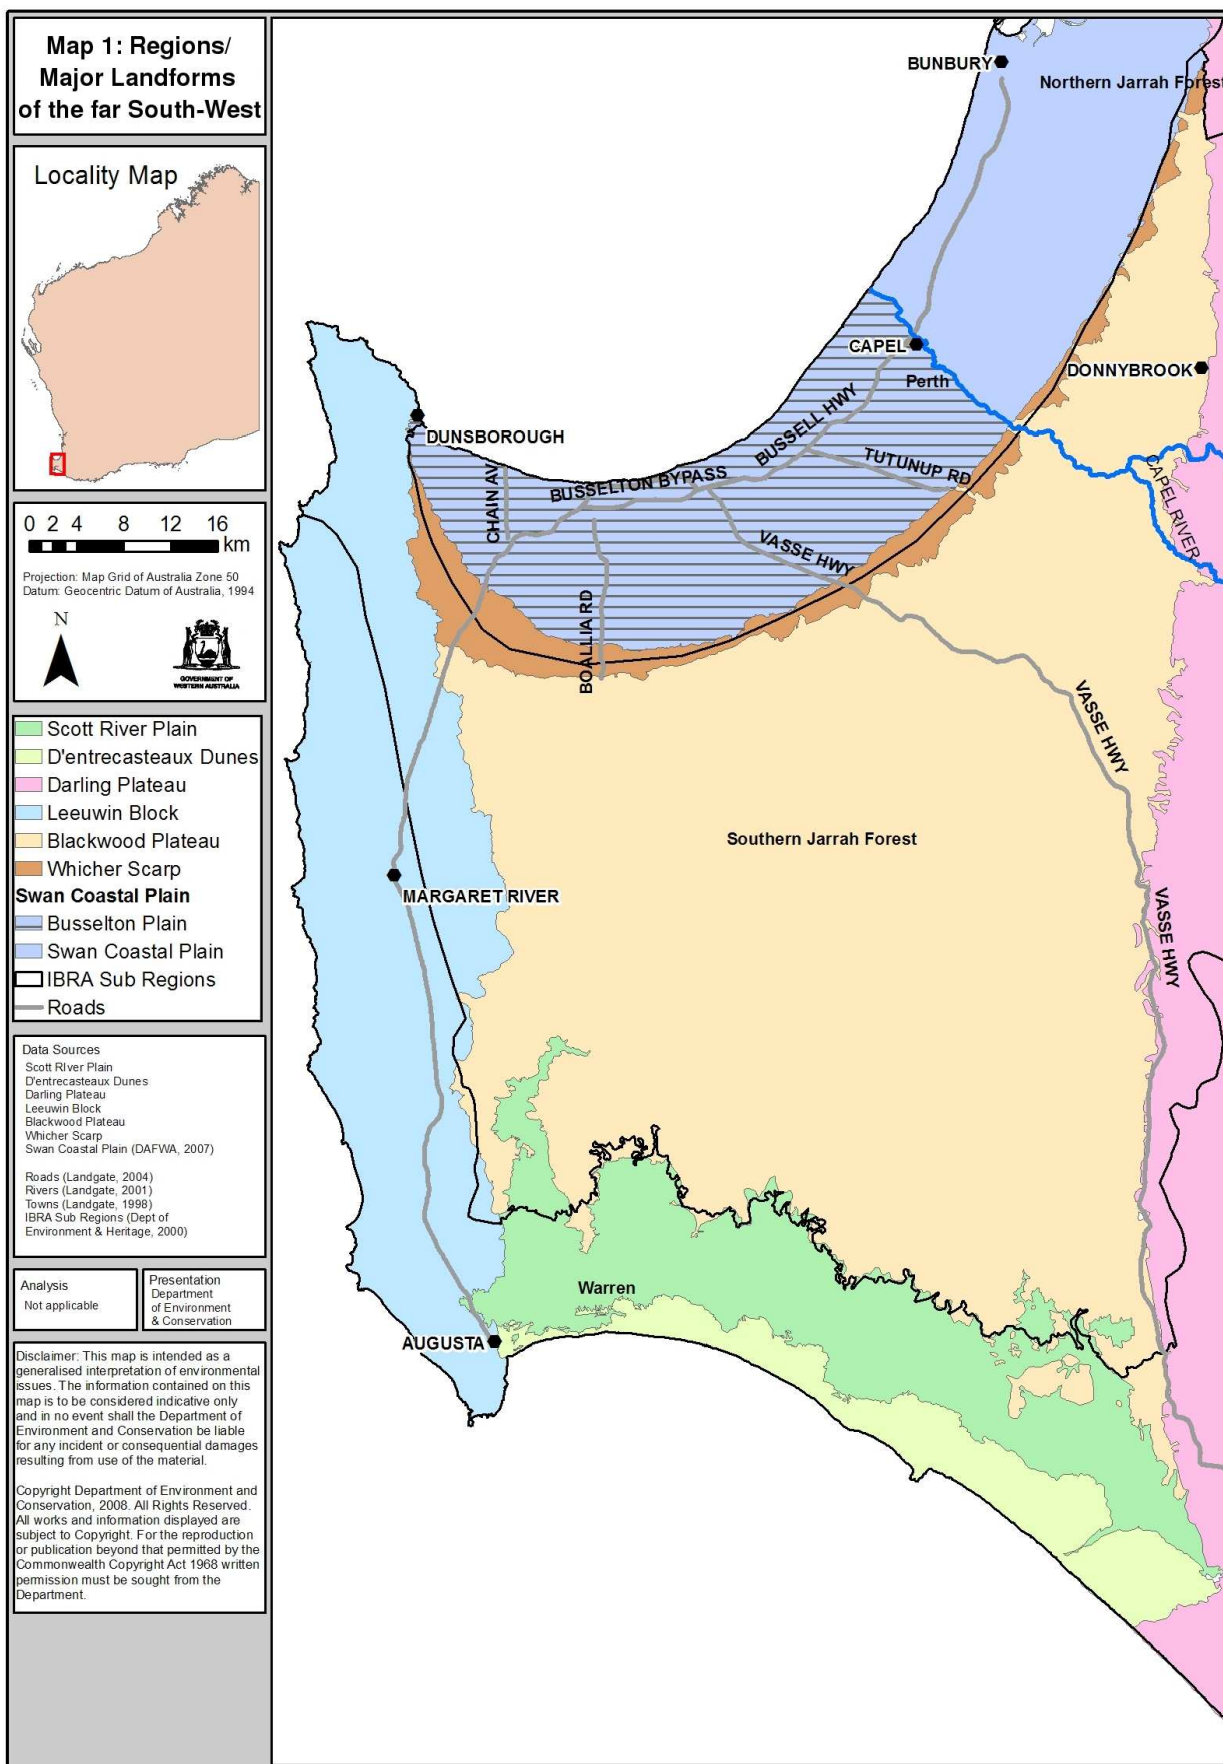 Map 1: Regions/
Major Landforms
of the far South-West
Locality Map
0 2 4 8 12 16
km
Projection: Map Grid of Australia Zone 50
Datum: Geocentric Datum of Australia, 1994
N
GOVERNMENT OF
WESTERN AUSTRALIA
Scott River Plain
D'entrecasteaux Dunes
Darling Plateau
Leeuwin Block
Blackwood Plateau
Whicher Scarp
Swan Coastal Plain
Busselton Plain
Swan Coastal Plain
IBRA Sub Regions
Roads
Data Sources
Scott RIver Plain
D'entrecasteaux Dunes
Darling Plateau
Leeuwin Block
Blackwood Plateau
Whicher Scarp
Swan Coastal Plain (DAFWA, 2007)
Roads (Landgate, 2004)
Rivers (Landgate, 2001)
Towns (Landgate, 1998)
IBRA Sub Regions (Dept of
Environment & Heritage, 2000)
Analysis
Not applicable
Presentation
Department
of Environment
& Conservation
Disclaimer: This map is intended as a
generalised interpretation of environmental
issues. The information contained on this
map is to be considered indicative only
and in no event shall the Department of
Environment and Conservation be liable
for any incident or consequential damages
resulting from use of the material.
Copyright Department of Environment and
Conservation, 2008. All Rights Reserved.
All works and information displayed are
subject to Copyright. For the reproduction
or publication beyond that permitted by the
Commonwealth Copyright Act 1968 written
permission must be sought from the
Department.
BUNBURY
Northern Jarrah Forest
CAPEL
Perth
DONNYBROOK
DUNSBOROUGH
BUSSELL HWY
BUSSELTON BYPASS
TUTUNUP RD
CHAIN AV
CAPEL RIVER
VASSE HWY
BOALLIA RD
VASSE HWY
Southern Jarrah Forest
MARGARET RIVER
VASSE HWY
Warren
AUGUSTA